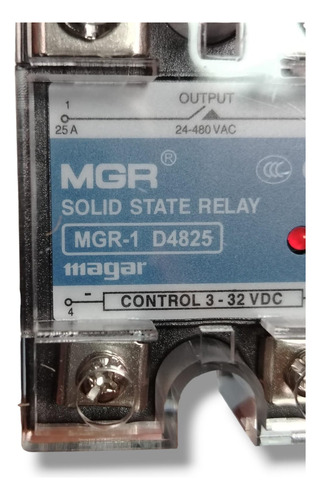 1 OUTPUT
25 A 24-480 VAC
MGR®
SOLID STATE RELAY
MGR-1 D4825
magar
- CONTROL 3 - 32 VDC
4